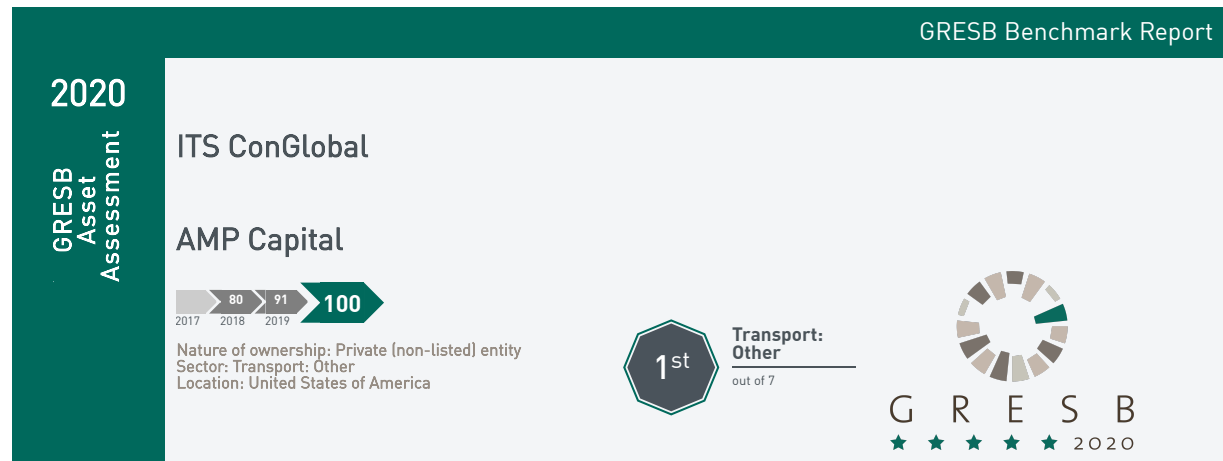 GRESB Benchmark Report
2020
GRESB
Asset
Assessment
ITS ConGlobal
AMP Capital
80 91 100
2017 2018 2019
Nature of ownership: Private (non-listed) entity
Sector: Transport: Other
Location: United States of America
1st
Transport:
Other
out of 7
G R E S B
2020